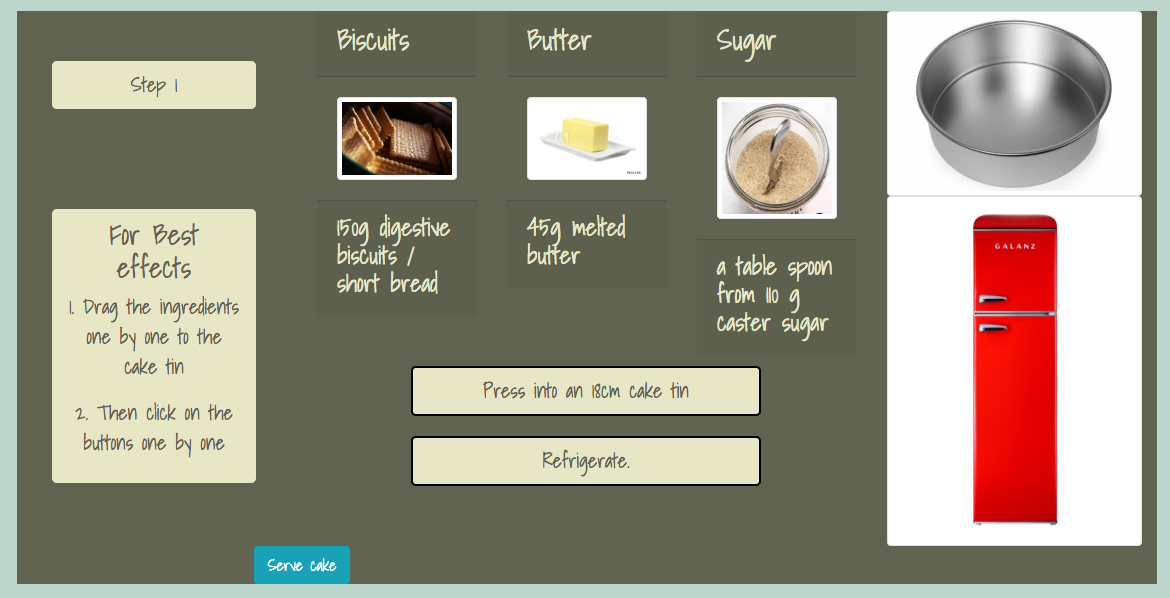 Step 1
For Best
effects
1. Drag the ingredients
one by one to the
cake tin
2. Then click on the
buttons one by one
Biscuits
150g digestive
biscuits /
short bread
Butter
45g melted
butter
Sugar
a table spoon
from 110 g
caster sugar
Press into an 18cm cake tin
Refrigerate.
GALANZ
Serve cake